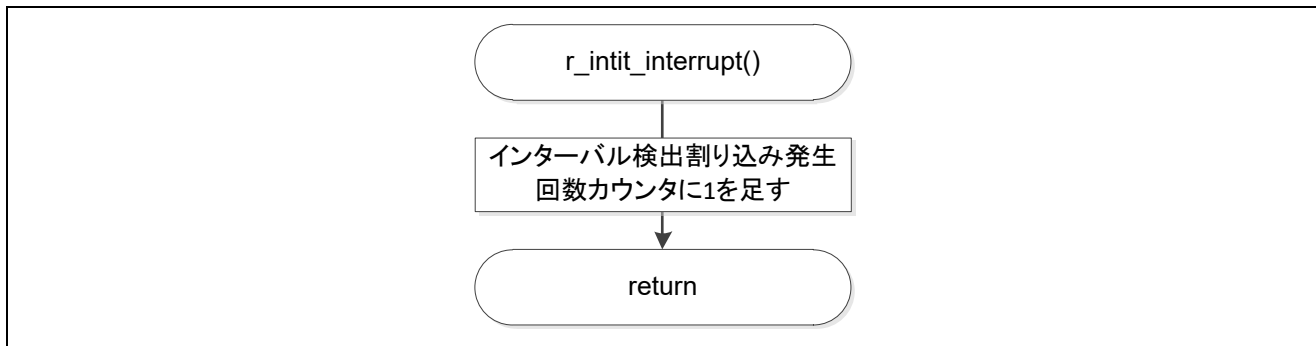 r_intit_interrupt()
インターバル検出割り込み発生
回数カウンタに1を足す
return